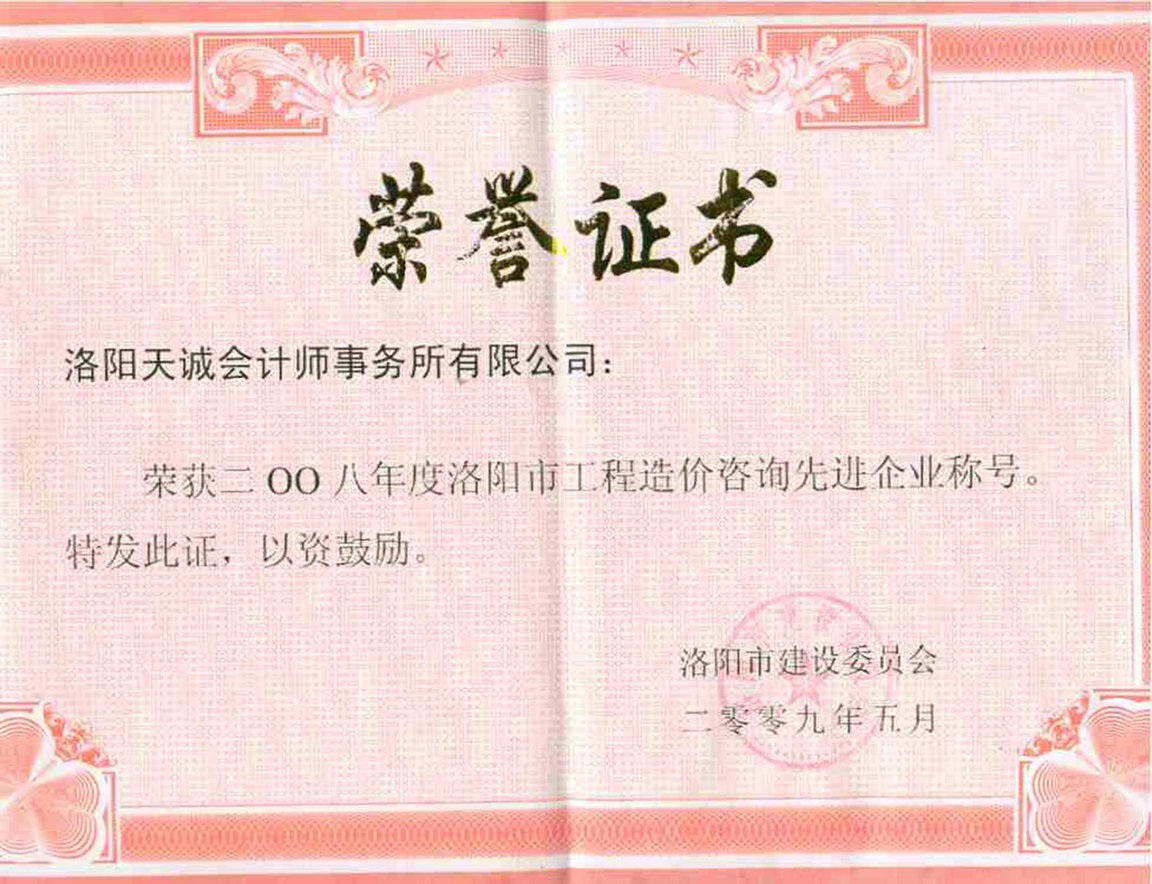 荣誉证书
洛阳天诚会计师事务所有限公司：
荣获二OO八年度洛阳市工程造价咨询先进企业称号。
特发此证，以资鼓励。
洛阳市建设委员会
二零零九年五月